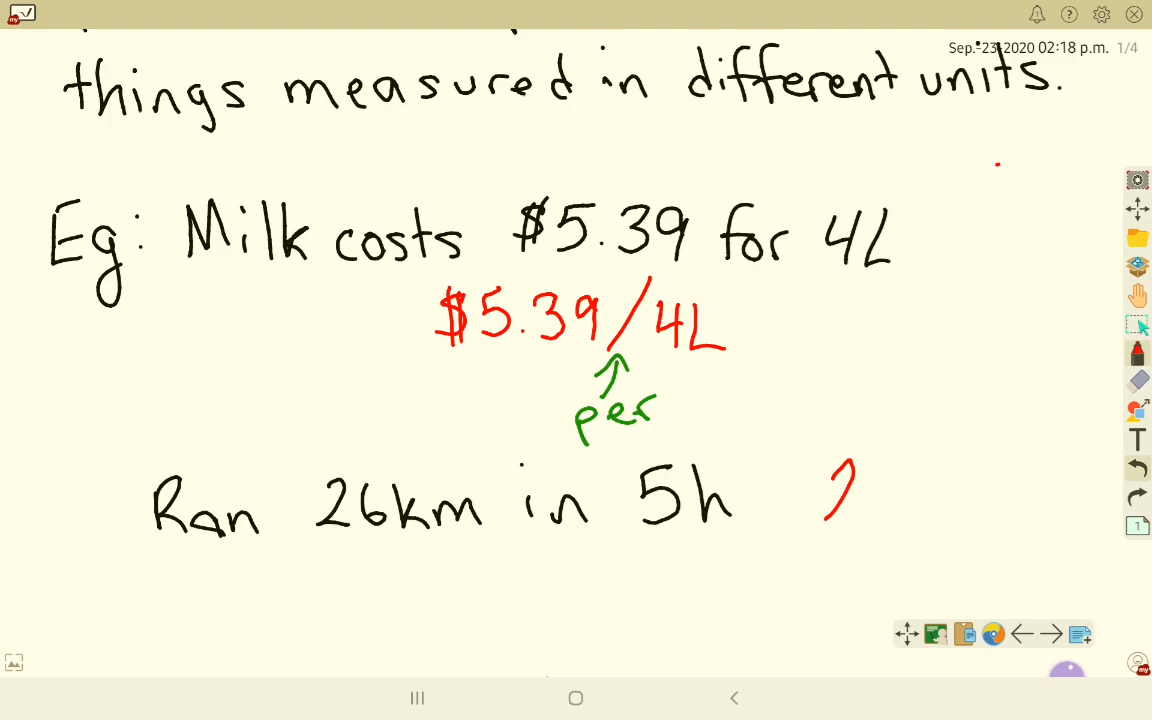 Sep.-23-2020 02:18 p.m. 1/4
things measured in different units.
Eg: Milk costs $5.39 for 4L
$5.39/4L
per
Ran 26km in 5h